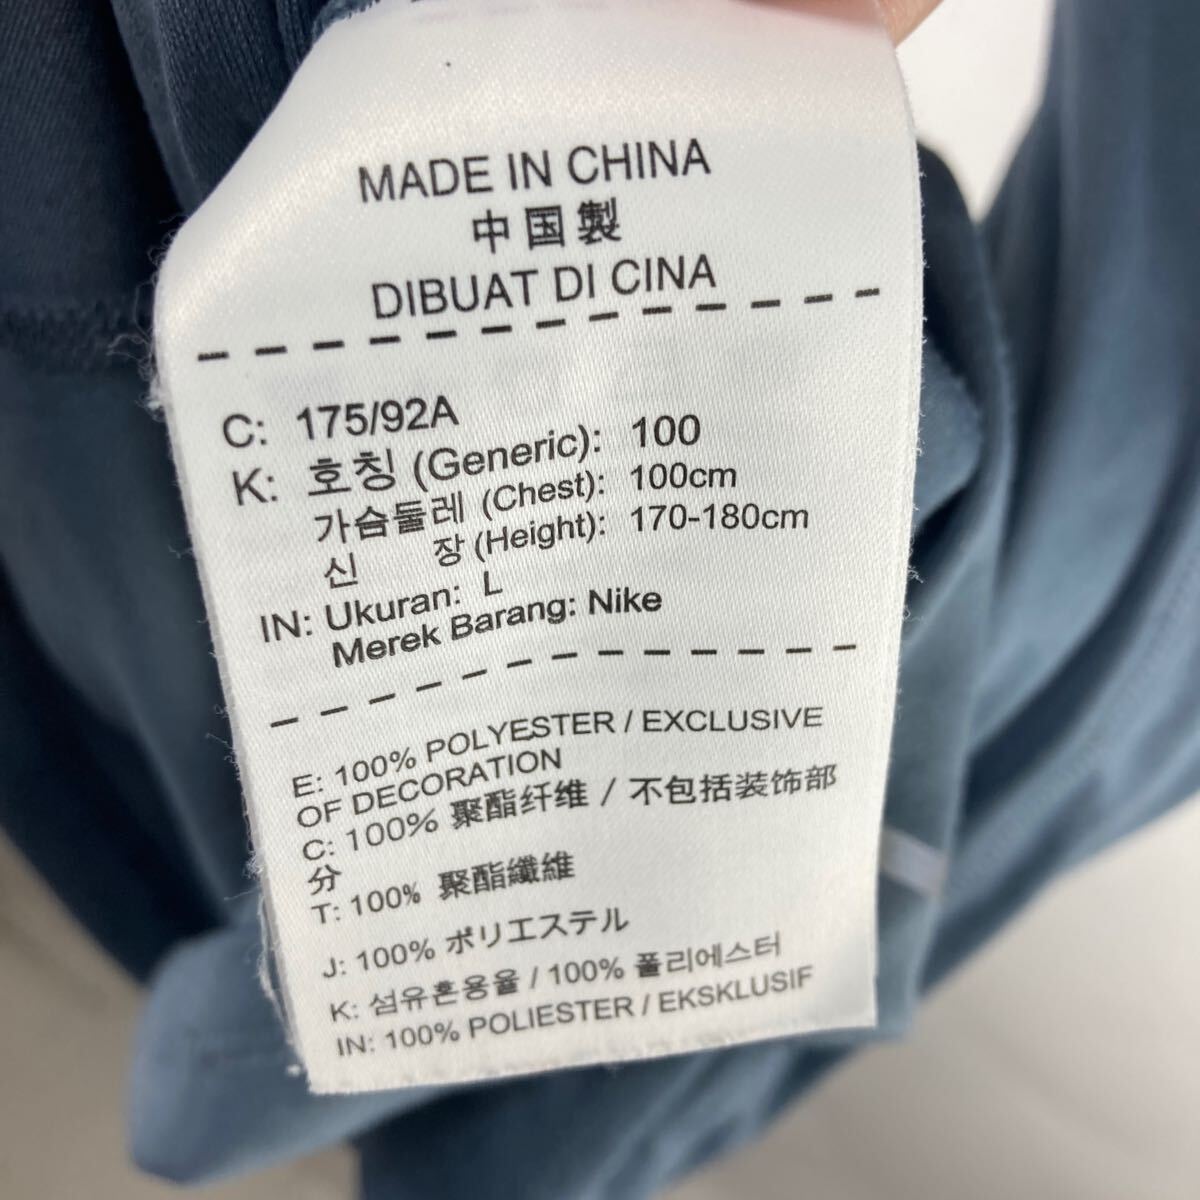 MADE IN CHINA
中国製
DIBUAT DI CINA
C: 175/92A
K: 호칭 (Generic): 100
가슴둘레 (Chest): 100cm
신 장 (Height): 170-180cm
IN: Ukuran: L
Merek Barang: Nike
E: 100% POLYESTER / EXCLUSIVE
OF DECORATION
C: 100% 聚酯纤维 / 不包括装饰部
分
T: 100% 聚酯纖維
J: 100% ポリエステル
K: 섬유혼용율 / 100% 폴리에스터
IN: 100% POLIESTER / EKSKLUSIF